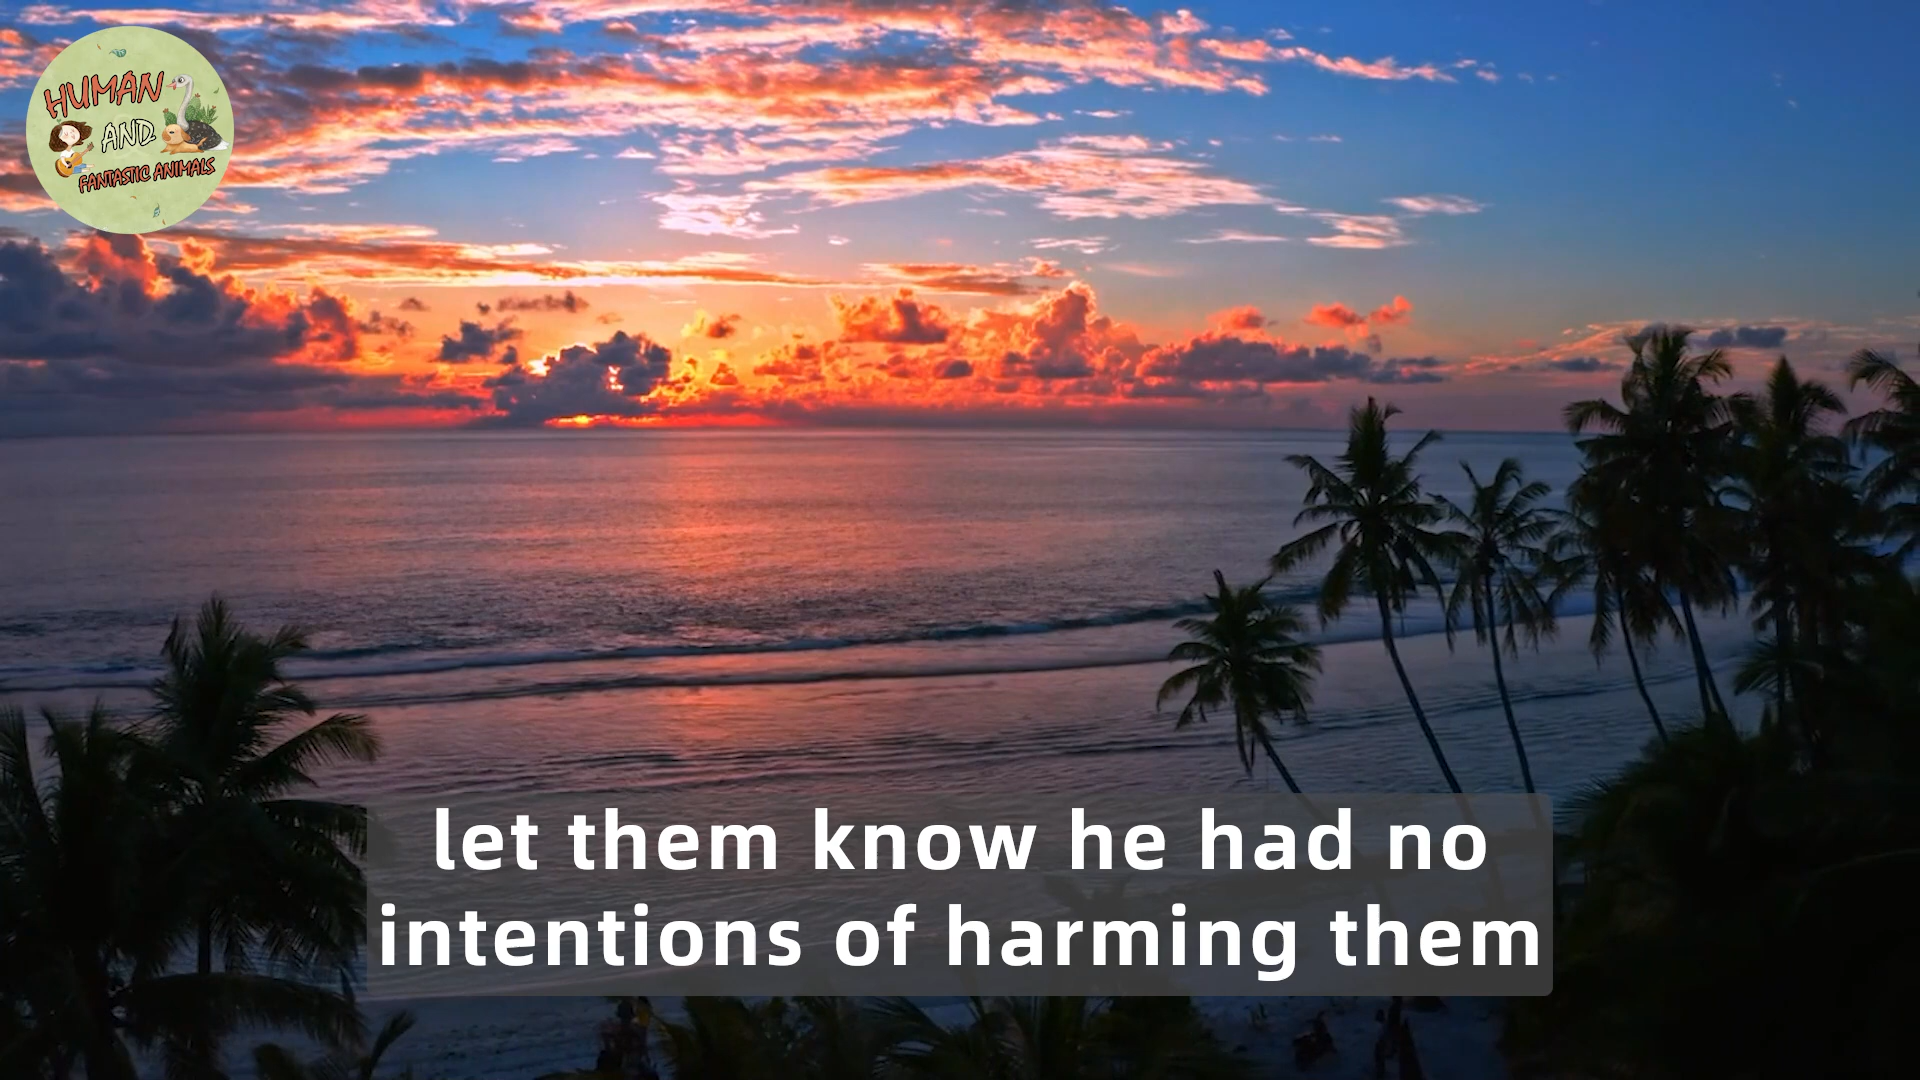 HUMAN
AND
FANTASTIC ANIMALS
let them know he had no
intentions of harming them